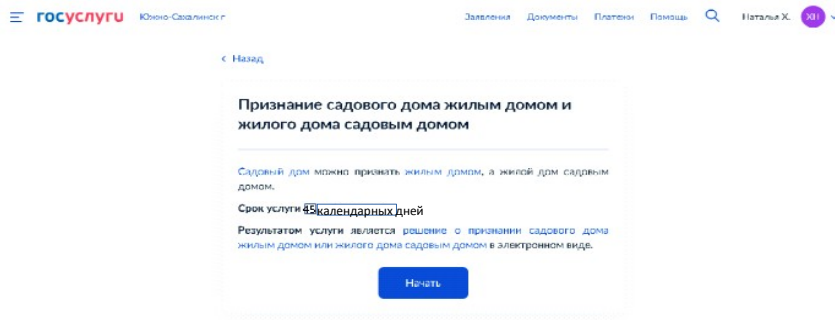 госуслуги Южно-Сахалинск г Заявления Документы Платежи Помощь Наталья Х. ХН
Назад
Признание садового дома жилым домом и
жилого дома садовым домом
Садовый дом можно признать жилым домом, а жилой дом садовым
домом.
Срок услуги 45 календарных дней
Результатом услуги является решение о признании садового дома
жилым домом или жилого дома садовым домом в электронном виде.
Начать